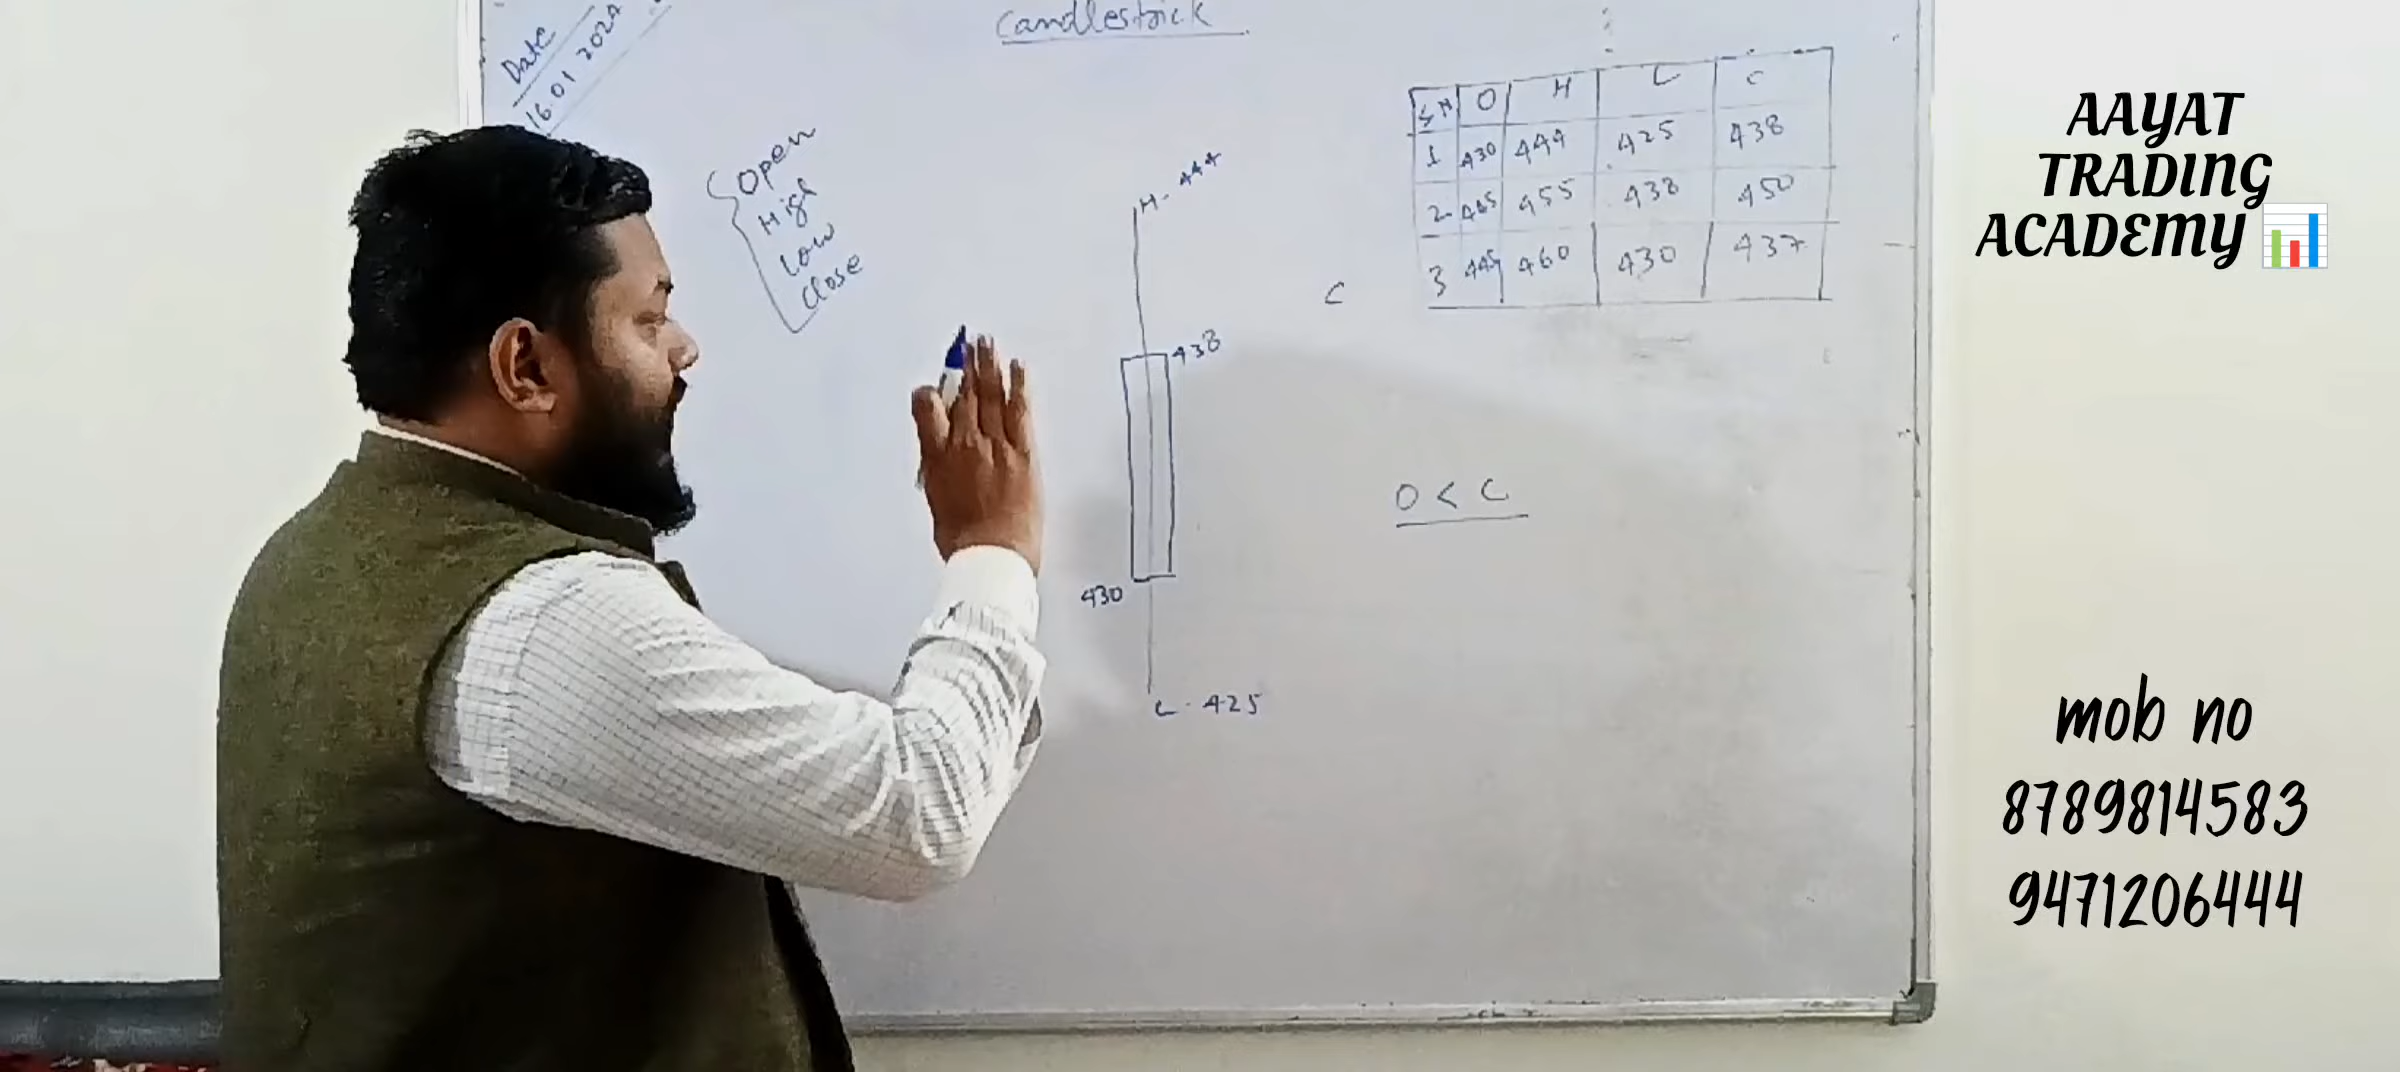 Candlestick
Date
16.01 2024
Open
High
Low
Close
H - 444
438
430
L - 425
C
SN O H L C
1 430 444 425 438
2 445 455 438 450
3 445 460 430 437
O < C
AAYAT
TRADING
ACADEMY
mob no
8789814583
9471206444